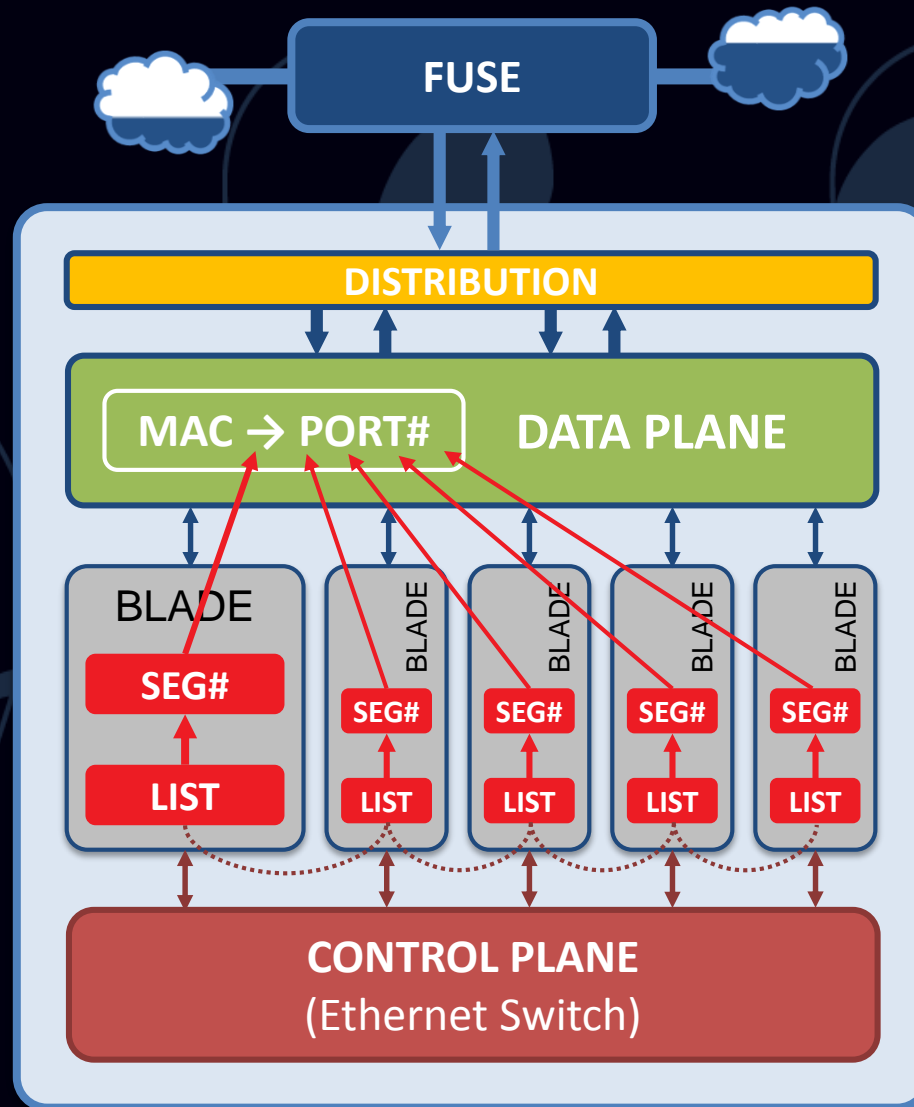 FUSE
DISTRIBUTION
MAC → PORT#
DATA PLANE
BLADE
BLADE
BLADE
BLADE
BLADE
SEG#
SEG#
SEG#
SEG#
SEG#
LIST
LIST
LIST
LIST
LIST
CONTROL PLANE
(Ethernet Switch)